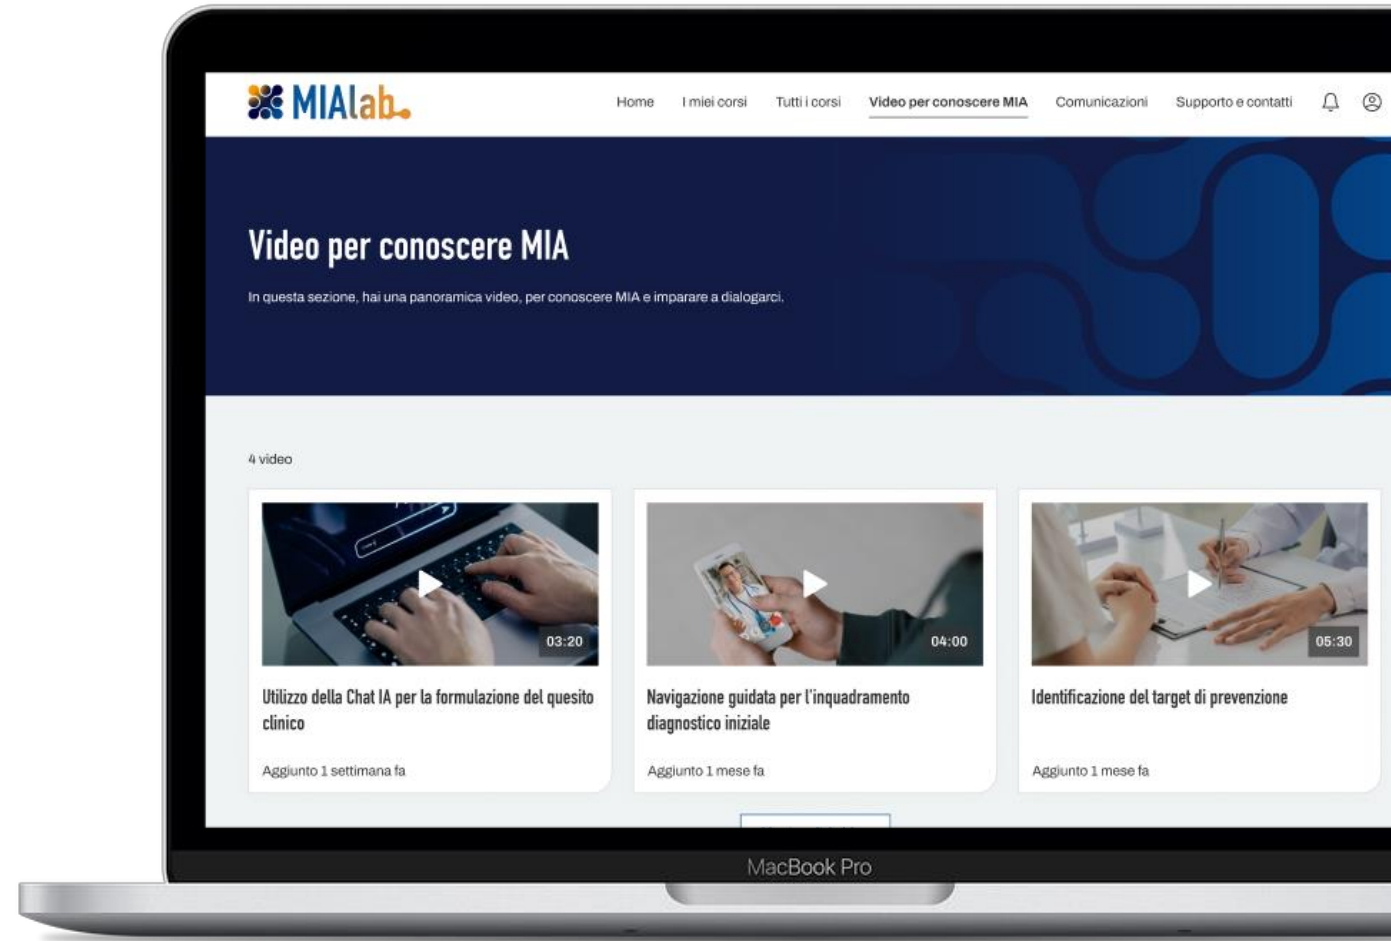 MIAlab
Home I miei corsi Tutti i corsi Video per conoscere MIA Comunicazioni Supporto e contatti
Video per conoscere MIA
In questa sezione, hai una panoramica video, per conoscere MIA e imparare a dialogarci.
4 video
03:20
04:00
05:30
Utilizzo della Chat IA per la formulazione del quesito
clinico
Aggiunto 1 settimana fa
Navigazione guidata per l'inquadramento
diagnostico iniziale
Aggiunto 1 mese fa
Identificazione del target di prevenzione
Aggiunto 1 mese fa
MacBook Pro